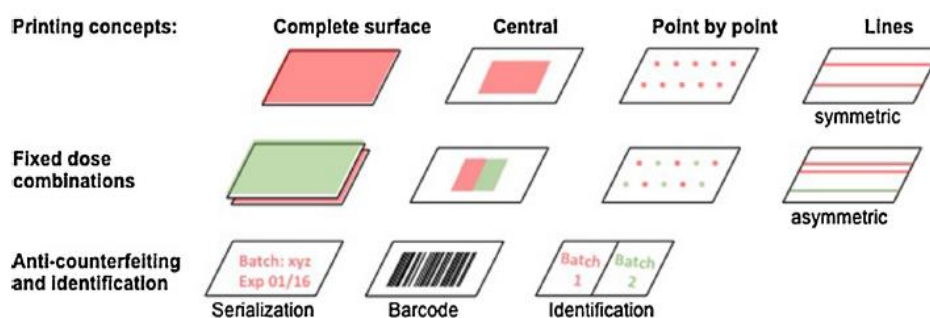 Printing concepts: Complete surface Central Point by point Lines
symmetric
Fixed dose
combinations
asymmetric
Anti-counterfeiting
and identification
Batch: xyz
Exp 01/16
Batch
1
Batch
2
Serialization Barcode Identification